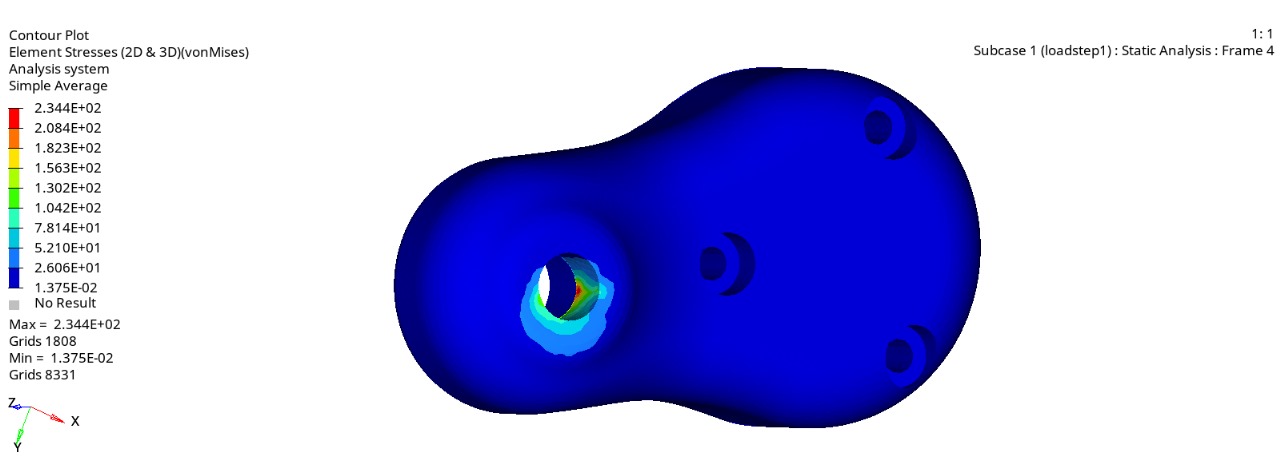 Contour Plot
Element Stresses (2D & 3D)(vonMises)
Analysis system
Simple Average
2.344E+02
2.084E+02
1.823E+02
1.563E+02
1.302E+02
1.042E+02
7.814E+01
5.210E+01
2.606E+01
1.375E-02
No Result
Max = 2.344E+02
Grids 1808
Min = 1.375E-02
Grids 8331
1: 1
Subcase 1 (loadstep1) : Static Analysis : Frame 4
Z
X
Y